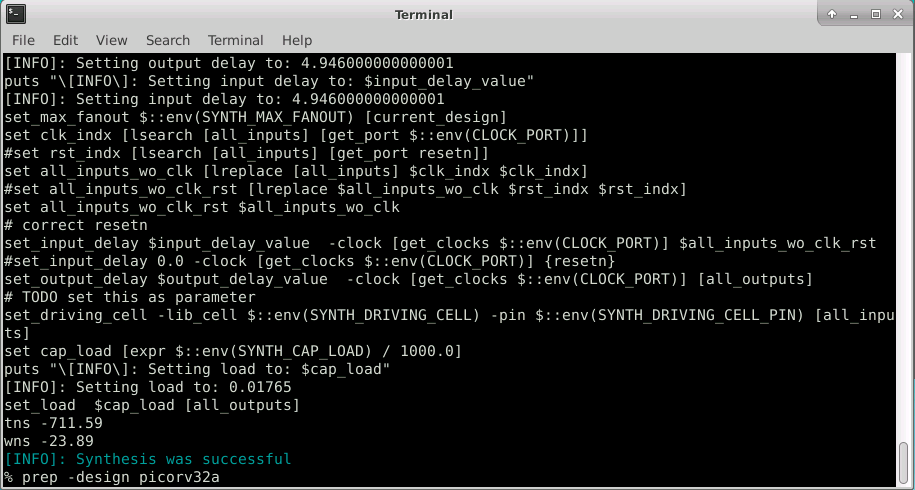 Terminal
File Edit View Search Terminal Help
[INFO]: Setting output delay to: 4.946000000000001
puts "\[INFO\]: Setting input delay to: $input_delay_value"
[INFO]: Setting input delay to: 4.946000000000001
set_max_fanout $::env(SYNTH_MAX_FANOUT) [current_design]
set clk_indx [lsearch [all_inputs] [get_port $::env(CLOCK_PORT)]]
#set rst_indx [lsearch [all_inputs] [get_port resetn]]
set all_inputs_wo_clk [lreplace [all_inputs] $clk_indx $clk_indx]
#set all_inputs_wo_clk_rst [lreplace $all_inputs_wo_clk $rst_indx $rst_indx]
set all_inputs_wo_clk_rst $all_inputs_wo_clk
# correct resetn
set_input_delay $input_delay_value  -clock [get_clocks $::env(CLOCK_PORT)] $all_inputs_wo_clk_rst
#set_input_delay 0.0 -clock [get_clocks $::env(CLOCK_PORT)] {resetn}
set_output_delay $output_delay_value  -clock [get_clocks $::env(CLOCK_PORT)] [all_outputs]
# TODO set this as parameter
set_driving_cell -lib_cell $::env(SYNTH_DRIVING_CELL) -pin $::env(SYNTH_DRIVING_CELL_PIN) [all_inpu
ts]
set cap_load [expr $::env(SYNTH_CAP_LOAD) / 1000.0]
puts "\[INFO\]: Setting load to: $cap_load"
[INFO]: Setting load to: 0.01765
set_load  $cap_load [all_outputs]
tns -711.59
wns -23.89
[INFO]: Synthesis was successful
% prep -design picorv32a